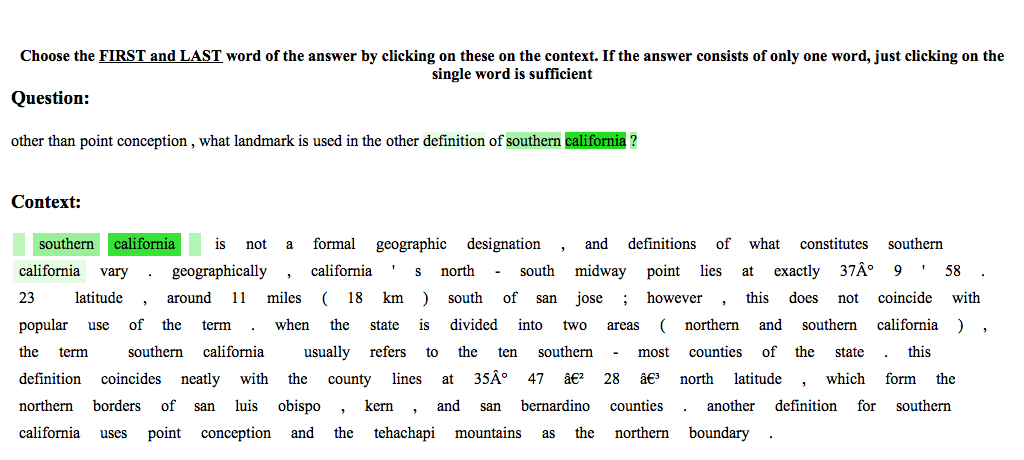 Choose the FIRST and LAST word of the answer by clicking on these on the context. If the answer consists of only one word, just clicking on the
single word is sufficient
Question:
other than point conception , what landmark is used in the other definition of southern california ?
Context:
southern california is not a formal geographic designation , and definitions of what constitutes southern
california vary . geographically , california ' s north - south midway point lies at exactly 37Â° 9 ' 58 .
23 latitude , around 11 miles ( 18 km ) south of san jose ; however , this does not coincide with
popular use of the term . when the state is divided into two areas ( northern and southern california ) ,
the term southern california usually refers to the ten southern - most counties of the state . this
definition coincides neatly with the county lines at 35Â° 47 â€² 28 â€³ north latitude , which form the
northern borders of san luis obispo , kern , and san bernardino counties . another definition for southern
california uses point conception and the tehachapi mountains as the northern boundary .